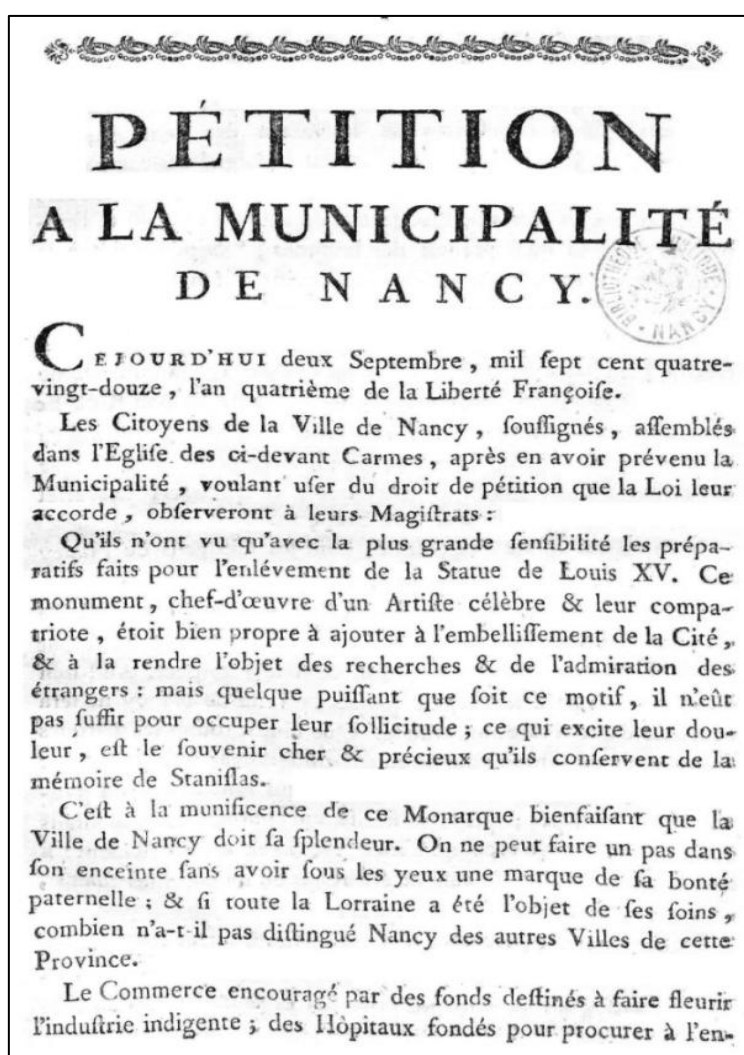 PÉTITION
A LA MUNICIPALITÉ
DE NANCY.
BIBLIOTHÈQUE PUBLIQUE • NANCY •
CEJOURD'HUI deux Septembre, mil ſept cent quatre-
vingt-douze, l'an quatrième de la Liberté Françoiſe.
Les Citoyens de la Ville de Nancy, ſouſſignés, aſſemblés
dans l'Egliſe des ci-devant Carmes, après en avoir prévenu la
Municipalité, voulant uſer du droit de pétition que la Loi leur
accorde, obſerveront à leurs Magiſtrats :
Qu'ils n'ont vu qu'avec la plus grande ſenſibilité les prépa-
ratifs faits pour l'enlévement de la Statue de Louis XV. Ce
monument, chef-d'œuvre d'un Artiſte célèbre & leur compa-
triote, étoit bien propre à ajouter à l'embelliſſement de la Cité,
& à la rendre l'objet des recherches & de l'admiration des
étrangers : mais quelque puiſſant que ſoit ce motif, il n'eût
pas ſuffit pour occuper leur ſollicitude ; ce qui excite leur dou-
leur, eſt le ſouvenir cher & précieux qu'ils conſervent de la
mémoire de Staniſlas.
C'eſt à la munificence de ce Monarque bienfaiſant que la
Ville de Nancy doit ſa ſplendeur. On ne peut faire un pas dans
ſon enceinte ſans avoir ſous les yeux une marque de ſa bonté
paternelle ; & ſi toute la Lorraine a été l'objet de ſes ſoins,
combien n'a-t-il pas diſtingué Nancy des autres Villes de cette
Province.
Le Commerce encouragé par des fonds deſtinés à faire fleurir
l'induſtrie indigente ; des Hôpitaux fondés pour procurer à l'en-